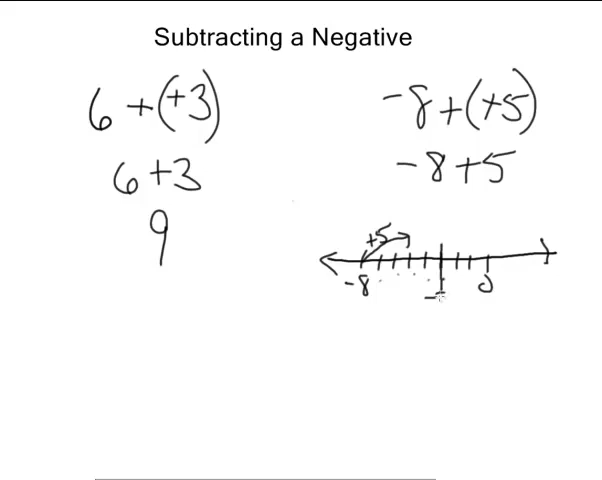 Subtracting a Negative
6 + (+3)
6 + 3
9
-8 + (+5)
-8 + 5
+5
-8 0